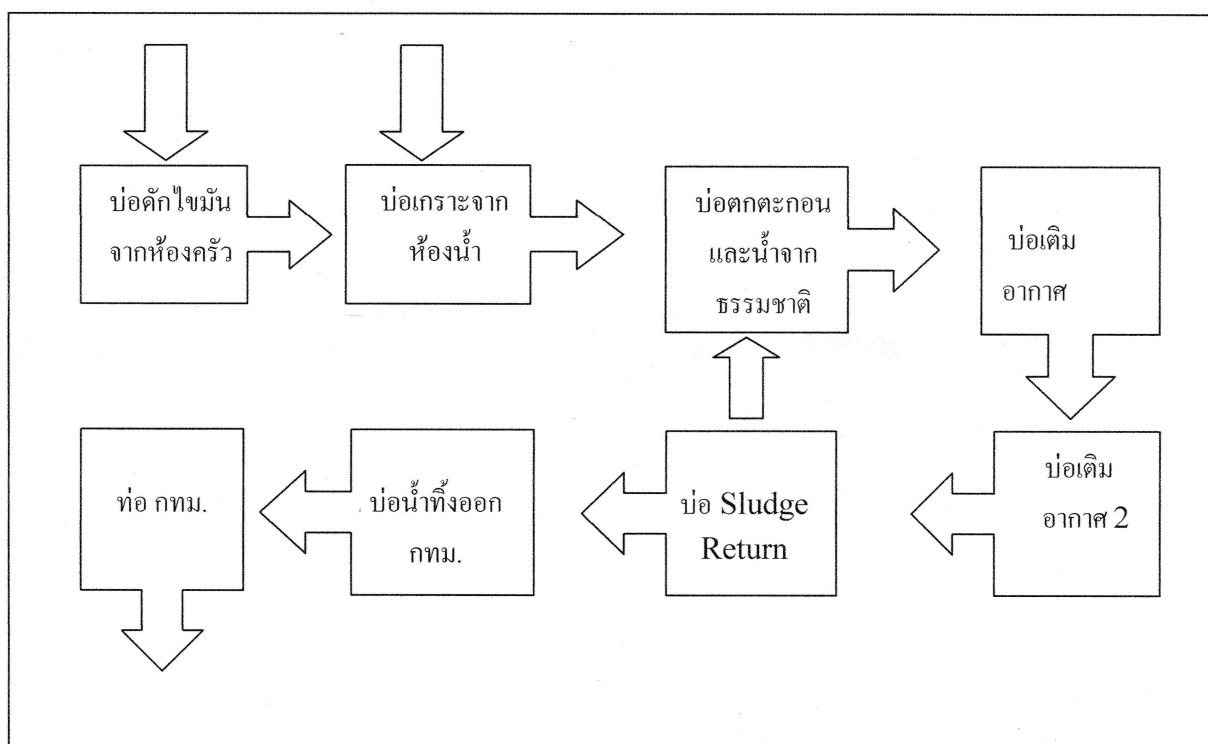 บ่อดักไขมัน
จากห้องครัว
บ่อเกราะจาก
ห้องน้ำ
บ่อตกตะกอน
และน้ำจาก
ธรรมชาติ
บ่อเติม
อากาศ
บ่อเติม
อากาศ 2
บ่อ Sludge
Return
บ่อน้ำทิ้งออก
กทม.
ท่อ กทม.